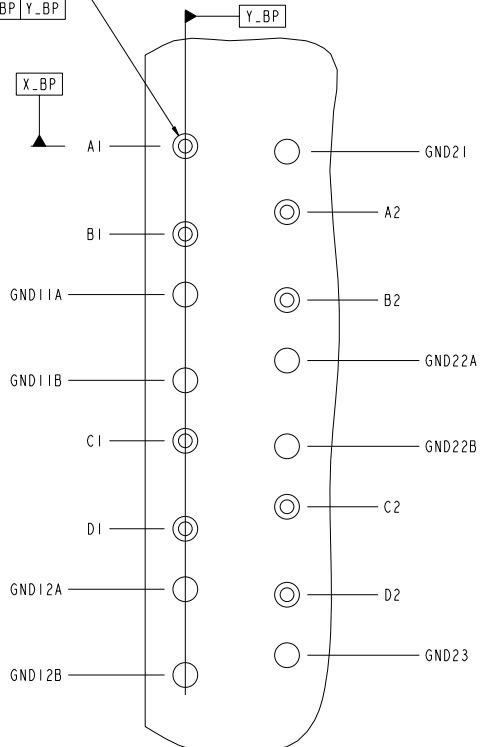 BP Y_BP
Y_BP
X_BP
A1
GND21
A2
B1
GND11A
B2
GND22A
GND11B
C1
GND22B
C2
D1
GND12A
D2
GND23
GND12B